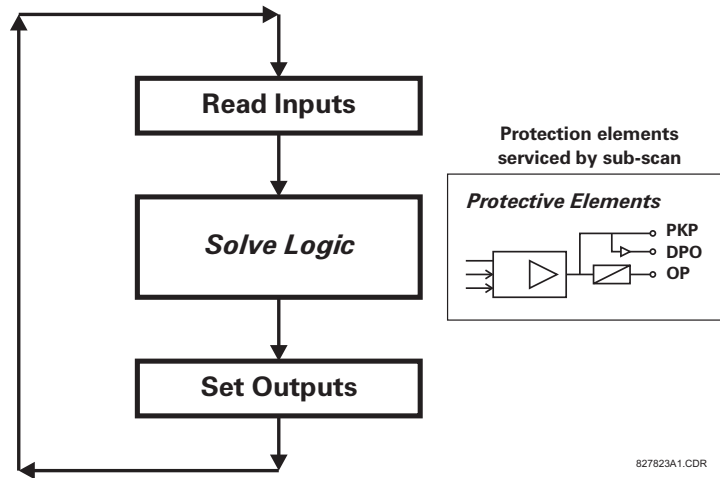 Read Inputs
Protection elements
serviced by sub-scan
Protective Elements
PKP
Solve Logic
DPO
OP
Set Outputs
827823A1.CDR